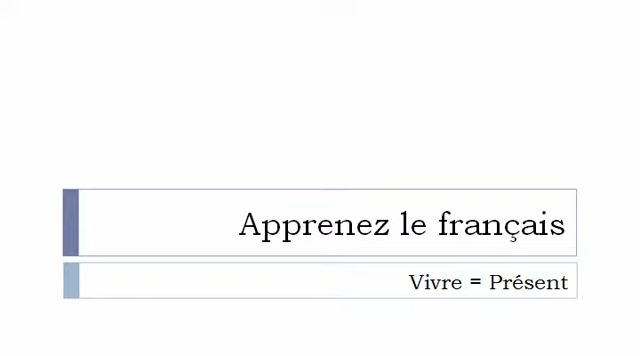 Apprenez le français
Vivre = Présent